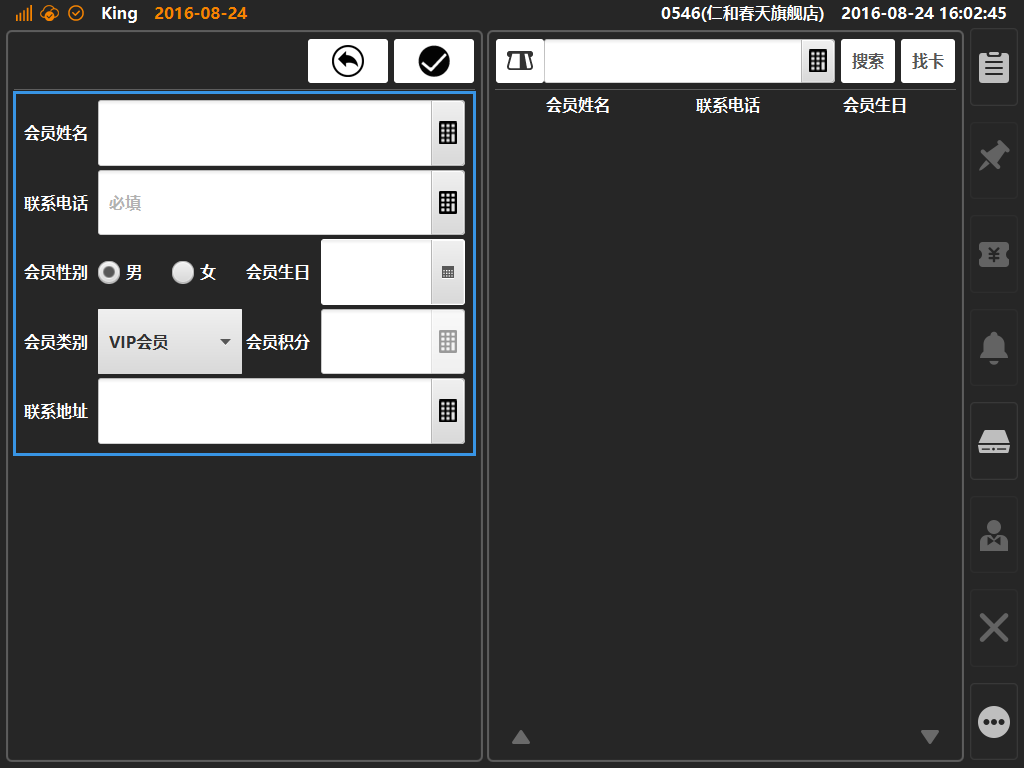 King 2016-08-24 0546(仁和春天旗舰店) 2016-08-24 16:02:45
搜索 找卡
会员姓名 联系电话 会员生日
会员姓名
联系电话 必填
会员性别 男 女 会员生日
会员类别 VIP会员 会员积分
联系地址